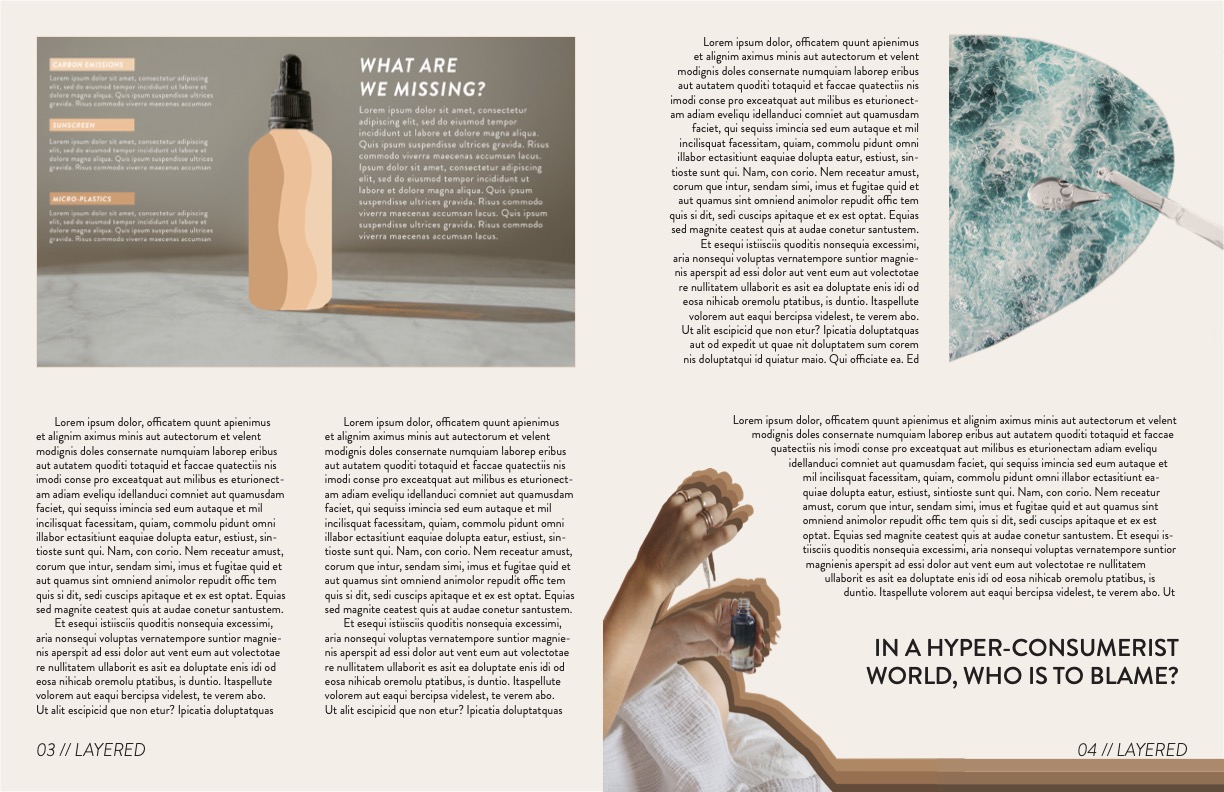 CARBON EMISSIONS
Lorem ipsum dolor sit amet, consectetur adipiscing
elit, sed do eiusmod tempor incididunt ut labore et
dolore magna aliqua. Quis ipsum suspendisse ultrices
gravida. Risus commodo viverra maecenas accumsan
SUNSCREEN
Lorem ipsum dolor sit amet, consectetur adipiscing
elit, sed do eiusmod tempor incididunt ut labore et
dolore magna aliqua. Quis ipsum suspendisse ultrices
gravida. Risus commodo viverra maecenas accumsan
MICRO-PLASTICS
Lorem ipsum dolor sit amet, consectetur adipiscing
elit, sed do eiusmod tempor incididunt ut labore et
dolore magna aliqua. Quis ipsum suspendisse ultrices
gravida. Risus commodo viverra maecenas accumsan
WHAT ARE
WE MISSING?
Lorem ipsum dolor sit amet, consectetur
adipiscing elit, sed do eiusmod tempor
incididunt ut labore et dolore magna aliqua.
Quis ipsum suspendisse ultrices gravida. Risus
commodo viverra maecenas accumsan lacus.
Lorem ipsum dolor sit amet, consectetur adipiscing
elit, sed do eiusmod tempor incididunt ut
labore et dolore magna aliqua. Quis ipsum
suspendisse ultrices gravida. Risus commodo
viverra maecenas accumsan lacus. Quis ipsum
suspendisse ultrices gravida. Risus commodo
viverra maecenas accumsan lacus.
Lorem ipsum dolor, officatem quunt apienimus
et alignim aximus minis aut autectorum et velent
modignis doles consernate numquiam laborep eribus
aut autatem quoditi totaquid et faccae quatectiis nis
imodi conse pro exceatquat aut milibus es eturionect-
am adiam eveliqu idellanduci comniet aut quamusdam
faciet, qui sequiss imincia sed eum autaque et mil
incilisquat facessitam, quiam, commolu pidunt omni
illabor ectasitiunt eaquiae dolupta eatur, estiust, sin-
tioste sunt qui. Nam, con corio. Nem receatur amust,
corum que intur, sendam simi, imus et fugitae quid et
aut quamus sint omniend animolor repudit offic tem
quis si dit, sedi cuscips apitaque et ex est optat. Equias
sed magnite ceatest quis at audae conetur santustem.
Et esequi istiisciis quoditis nonsequia excessimi,
aria nonsequi voluptas vernatempore suntior magnie-
nis aperspit ad essi dolor aut vent eum aut volectotae
re nullitatem ullaborit es asit ea doluptate enis idi od
eosa nihicab oremolu ptatibus, is duntio. Itaspellute
volorem aut eaqui bercipsa videlest, te verem abo.
Ut alit escipicid que non etur? Ipicatia doluptatquas
Lorem ipsum dolor, officatem quunt apienimus
et alignim aximus minis aut autectorum et velent
modignis doles consernate numquiam laborep eribus
aut autatem quoditi totaquid et faccae quatectiis nis
imodi conse pro exceatquat aut milibus es eturionect-
am adiam eveliqu idellanduci comniet aut quamusdam
faciet, qui sequiss imincia sed eum autaque et mil
incilisquat facessitam, quiam, commolu pidunt omni
illabor ectasitiunt eaquiae dolupta eatur, estiust, sin-
tioste sunt qui. Nam, con corio. Nem receatur amust,
corum que intur, sendam simi, imus et fugitae quid et
aut quamus sint omniend animolor repudit offic tem
quis si dit, sedi cuscips apitaque et ex est optat. Equias
sed magnite ceatest quis at audae conetur santustem.
Et esequi istiisciis quoditis nonsequia excessimi,
aria nonsequi voluptas vernatempore suntior magnie-
nis aperspit ad essi dolor aut vent eum aut volectotae
re nullitatem ullaborit es asit ea doluptate enis idi od
eosa nihicab oremolu ptatibus, is duntio. Itaspellute
volorem aut eaqui bercipsa videlest, te verem abo.
Ut alit escipicid que non etur? Ipicatia doluptatquas
03 // LAYERED
Lorem ipsum dolor, officatem quunt apienimus
et alignim aximus minis aut autectorum et velent
modignis doles consernate numquiam laborep eribus
aut autatem quoditi totaquid et faccae quatectiis nis
imodi conse pro exceatquat aut milibus es eturionect-
am adiam eveliqu idellanduci comniet aut quamusdam
faciet, qui sequiss imincia sed eum autaque et mil
incilisquat facessitam, quiam, commolu pidunt omni
illabor ectasitiunt eaquiae dolupta eatur, estiust, sin-
tioste sunt qui. Nam, con corio. Nem receatur amust,
corum que intur, sendam simi, imus et fugitae quid et
aut quamus sint omniend animolor repudit offic tem
quis si dit, sedi cuscips apitaque et ex est optat. Equias
sed magnite ceatest quis at audae conetur santustem.
Et esequi istiisciis quoditis nonsequia excessimi,
aria nonsequi voluptas vernatempore suntior magnie-
nis aperspit ad essi dolor aut vent eum aut volectotae
re nullitatem ullaborit es asit ea doluptate enis idi od
eosa nihicab oremolu ptatibus, is duntio. Itaspellute
volorem aut eaqui bercipsa videlest, te verem abo.
Ut alit escipicid que non etur? Ipicatia doluptatquas
aut od expedit ut quae nit doluptatem sum corem
nis doluptatqui id quiatur maio. Qui officiate ea. Ed
Lorem ipsum dolor, officatem quunt apienimus et alignim aximus minis aut autectorum et velent
modignis doles consernate numquiam laborep eribus aut autatem quoditi totaquid et faccae
quatectiis nis imodi conse pro exceatquat aut milibus es eturionectam adiam eveliqu
idellanduci comniet aut quamusdam faciet, qui sequiss imincia sed eum autaque et
mil incilisquat facessitam, quiam, commolu pidunt omni illabor ectasitiunt ea-
quiae dolupta eatur, estiust, sintioste sunt qui. Nam, con corio. Nem receatur
amust, corum que intur, sendam simi, imus et fugitae quid et aut quamus sint
omniend animolor repudit offic tem quis si dit, sedi cuscips apitaque et ex est
optat. Equias sed magnite ceatest quis at audae conetur santustem. Et esequi is-
tiisciis quoditis nonsequia excessimi, aria nonsequi voluptas vernatempore suntior
magnienis aperspit ad essi dolor aut vent eum aut volectotae re nullitatem
ullaborit es asit ea doluptate enis idi od eosa nihicab oremolu ptatibus, is
duntio. Itaspellute volorem aut eaqui bercipsa videlest, te verem abo. Ut
IN A HYPER-CONSUMERIST
WORLD, WHO IS TO BLAME?
04 // LAYERED